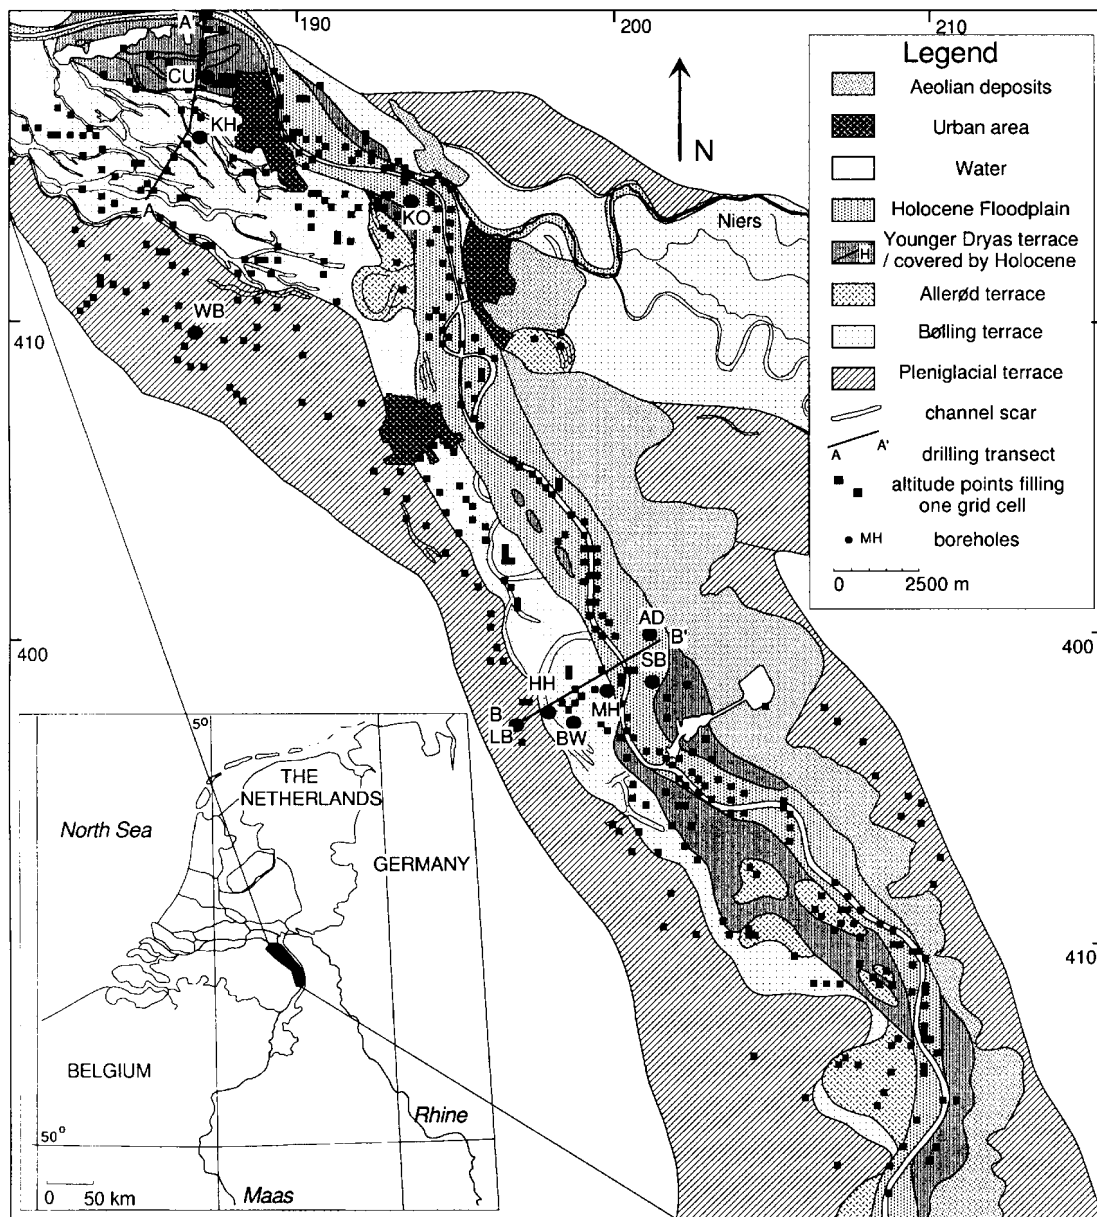 190
200
210
A'
CU
KH
A
KO
WB
Niers
N
410
400
400
410
AD
B'
SB
HH
MH
B
LB
BW
Legend
Aeolian deposits
Urban area
Water
Holocene Floodplain
H
Younger Dryas terrace
/ covered by Holocene
Allerød terrace
Bølling terrace
Pleniglacial terrace
channel scar
A A' drilling transect
altitude points filling
one grid cell
MH boreholes
0 2500 m
5°
THE
NETHERLANDS
North Sea
GERMANY
BELGIUM
Rhine
50°
0 50 km
Maas